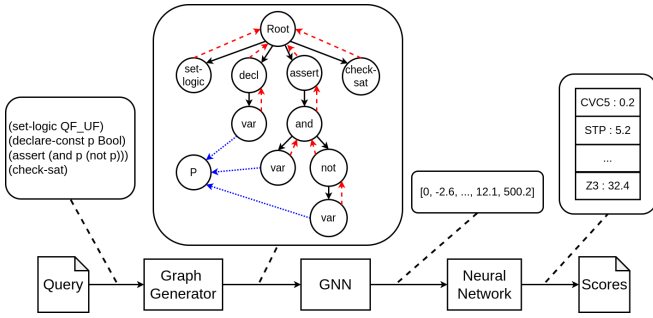 Root
set-
logic
decl
assert
check-
sat
var
and
P
var
not
var
(set-logic QF_UF)
(declare-const p Bool)
(assert (and p (not p)))
(check-sat)
[0, -2.6, ..., 12.1, 500.2]
CVC5 : 0.2
STP : 5.2
...
Z3 : 32.4
Query
Graph
Generator
GNN
Neural
Network
Scores